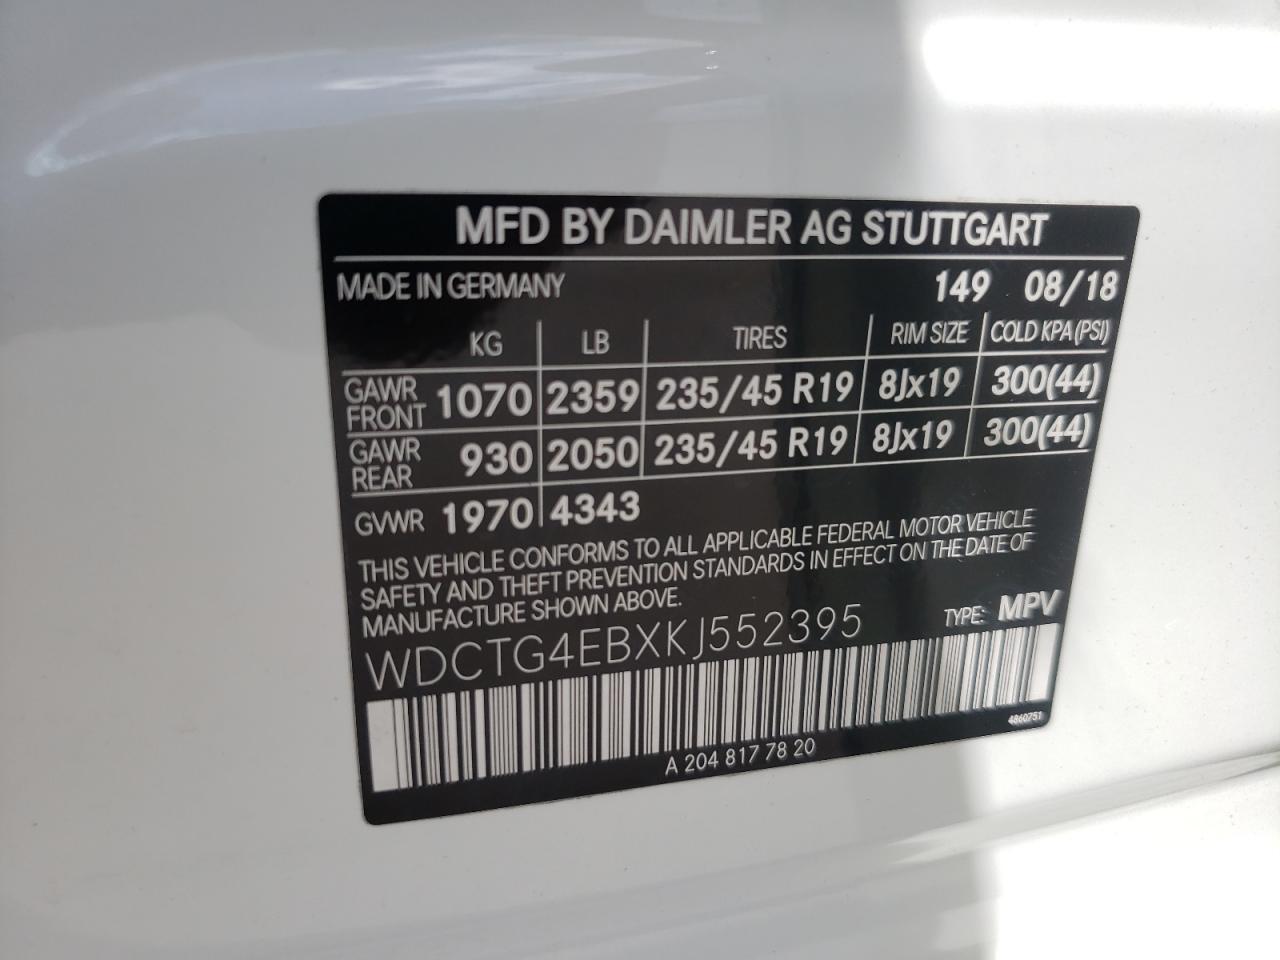 MFD BY DAIMLER AG STUTTGART
MADE IN GERMANY 149 08/18
KG LB TIRES RIM SIZE COLD KPA (PSI)
GAWR FRONT 1070 2359 235/45 R19 8Jx19 300(44)
GAWR REAR 930 2050 235/45 R19 8Jx19 300(44)
GVWR 1970 4343
THIS VEHICLE CONFORMS TO ALL APPLICABLE FEDERAL MOTOR VEHICLE
SAFETY AND THEFT PREVENTION STANDARDS IN EFFECT ON THE DATE OF
MANUFACTURE SHOWN ABOVE.
WDCTG4EBXKJ552395 TYPE: MPV
4860751
A 204 817 78 20